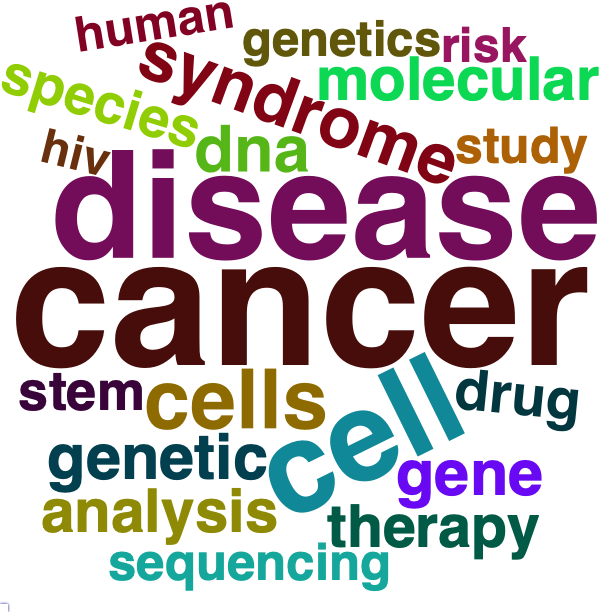 human
genetics
risk
syndrome
molecular
species
hiv
dna
study
disease
cancer
stem
cells
cell
drug
genetic
gene
analysis
therapy
sequencing